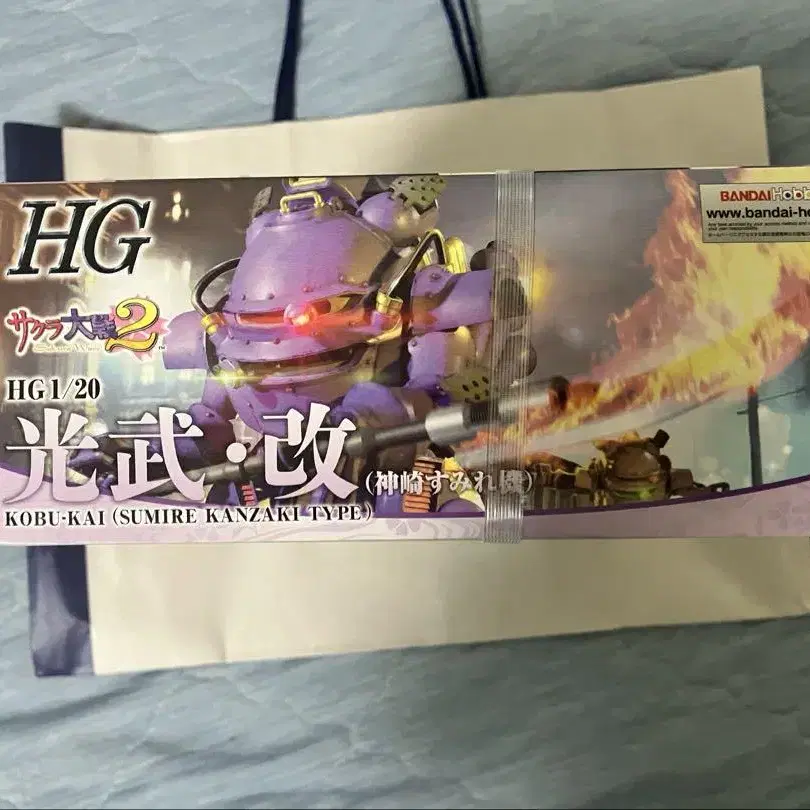 HG
サクラ大戦2
HG 1/20
光武・改(神崎すみれ機)
KOBU-KAI (SUMIRE KANZAKI TYPE)
BANDAI Hobb
www.bandai-ho